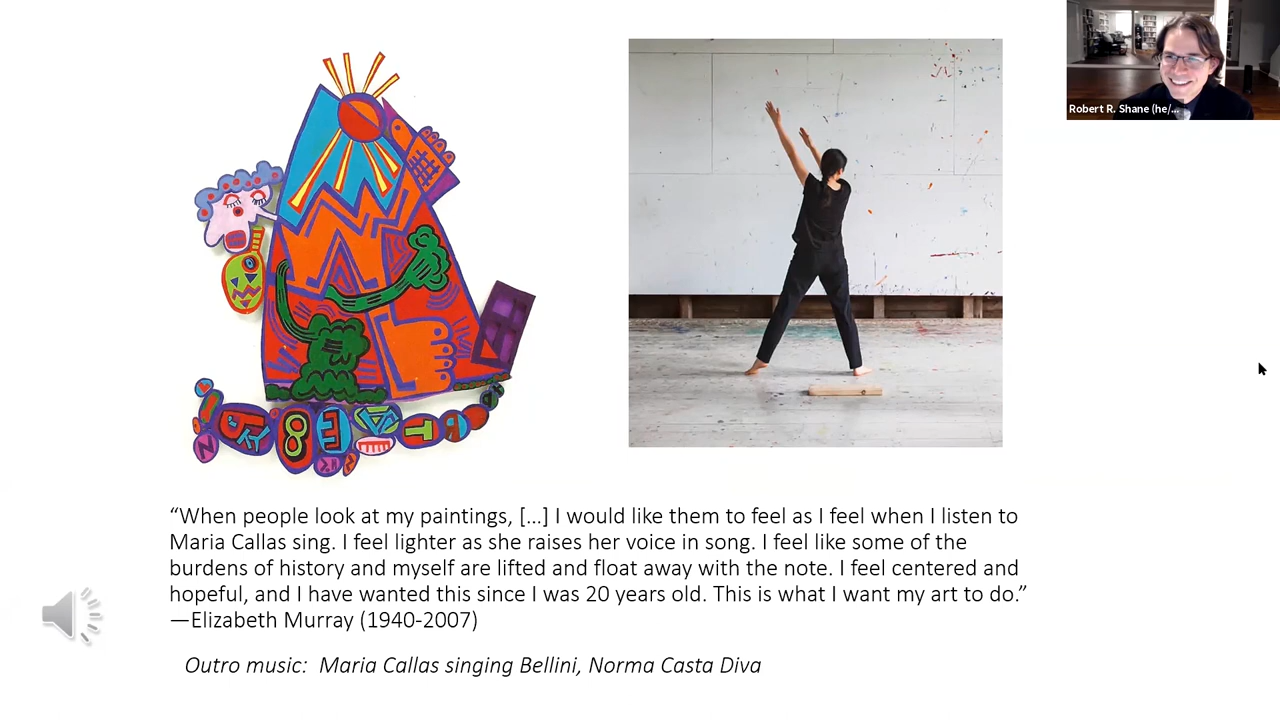 Robert R. Shane (he/...
“When people look at my paintings, [...] I would like them to feel as I feel when I listen to
Maria Callas sing. I feel lighter as she raises her voice in song. I feel like some of the
burdens of history and myself are lifted and float away with the note. I feel centered and
hopeful, and I have wanted this since I was 20 years old. This is what I want my art to do.”
—Elizabeth Murray (1940-2007)
Outro music:  Maria Callas singing Bellini, Norma Casta Diva